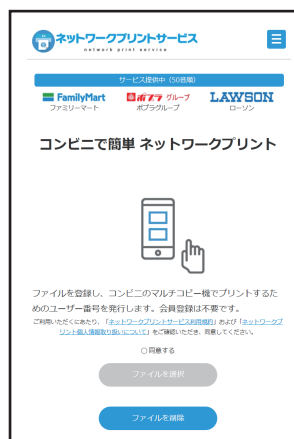 ネットワークプリントサービス
network print service
サービス提供中（50音順）
FamilyMart ポプラ グループ LAWSON
ファミリーマート ポプラグループ ローソン
コンビニで簡単 ネットワークプリント
ファイルを登録し、コンビニのマルチコピー機でプリントするた
めのユーザー番号を発行します。会員登録は不要です。
ご利用いただくにあたり、「ネットワークプリントサービス利用規約」および「ネットワークプ
リント個人情報取り扱いについて」をご確認いただき、同意してください。
同意する
ファイルを選択
ファイルを削除